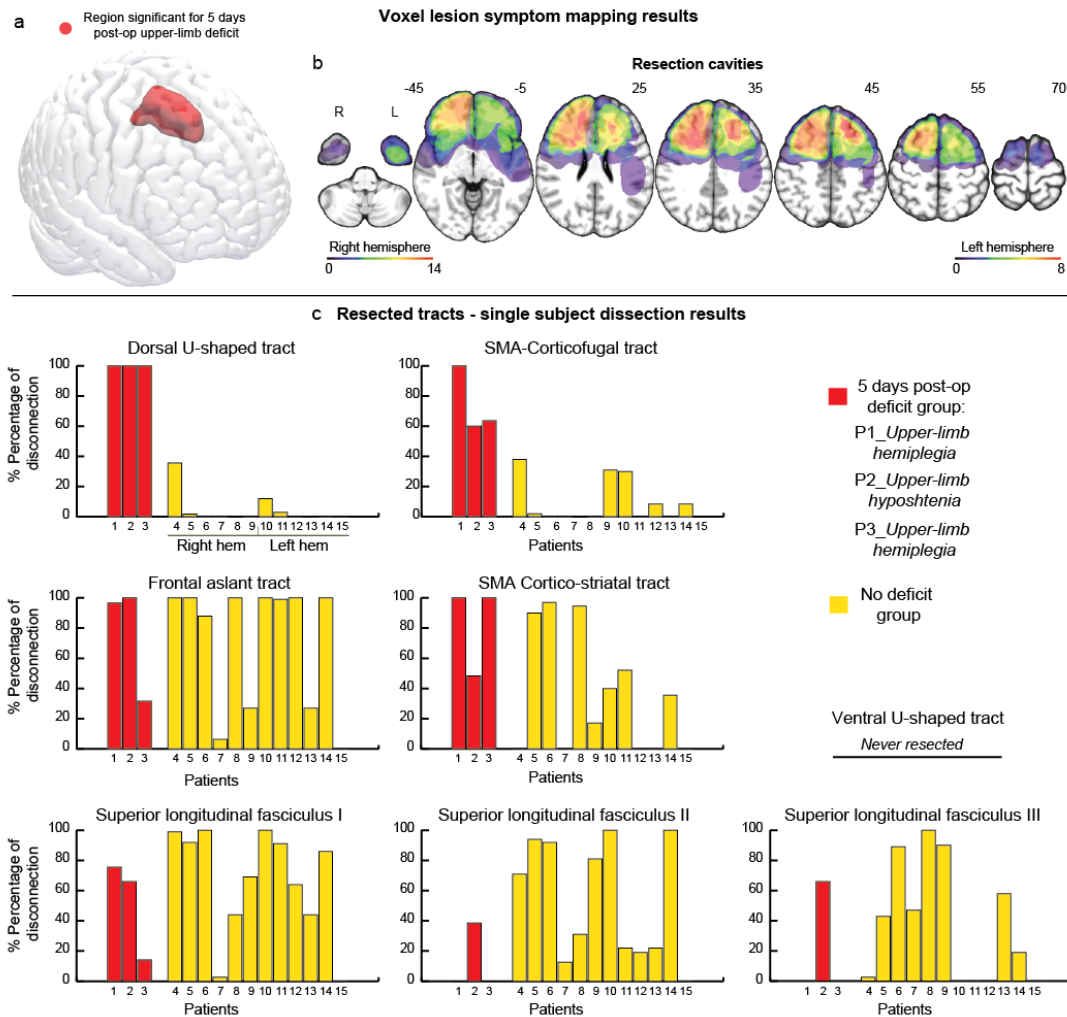 Voxel lesion symptom mapping results
a
Region significant for 5 days
post-op upper-limb deficit
b
Resection cavities
-45 -5 25 35 45 55 70
R L
Right hemisphere
0 14
Left hemisphere
0 8
c Resected tracts - single subject dissection results
Dorsal U-shaped tract
% Percentage of
disconnection
100
80
60
40
20
0
1 2 3 4 5 6 7 8 9 10 11 12 13 14 15
Right hem Left hem
SMA-Corticofugal tract
100
80
60
40
20
0
1 2 3 4 5 6 7 8 9 10 11 12 13 14 15
Patients
5 days post-op
deficit group:
P1_Upper-limb
hemiplegia
P2_Upper-limb
hyposhtenia
P3_Upper-limb
hemiplegia
No deficit
group
Frontal aslant tract
% Percentage of
disconnection
100
80
60
40
20
0
1 2 3 4 5 6 7 8 9 10 11 12 13 14 15
Patients
SMA Cortico-striatal tract
100
80
60
40
20
0
1 2 3 4 5 6 7 8 9 10 11 12 13 14 15
Patients
Ventral U-shaped tract
Never resected
Superior longitudinal fasciculus I
% Percentage of
disconnection
100
80
60
40
20
0
1 2 3 4 5 6 7 8 9 10 11 12 13 14 15
Patients
Superior longitudinal fasciculus II
100
80
60
40
20
0
1 2 3 4 5 6 7 8 9 10 11 12 13 14 15
Patients
Superior longitudinal fasciculus III
100
80
60
40
20
0
1 2 3 4 5 6 7 8 9 10 11 12 13 14 15
Patients